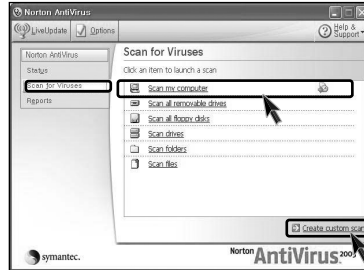 Norton AntiVirus
LiveUpdate Options Help & Support
Norton AntiVirus
Status
Scan for Viruses
Reports
Scan for Viruses
Click an item to launch a scan
Scan my computer
Scan all removable drives
Scan all floppy disks
Scan drives
Scan folders
Scan files
Create custom scan
symantec.
Norton AntiVirus